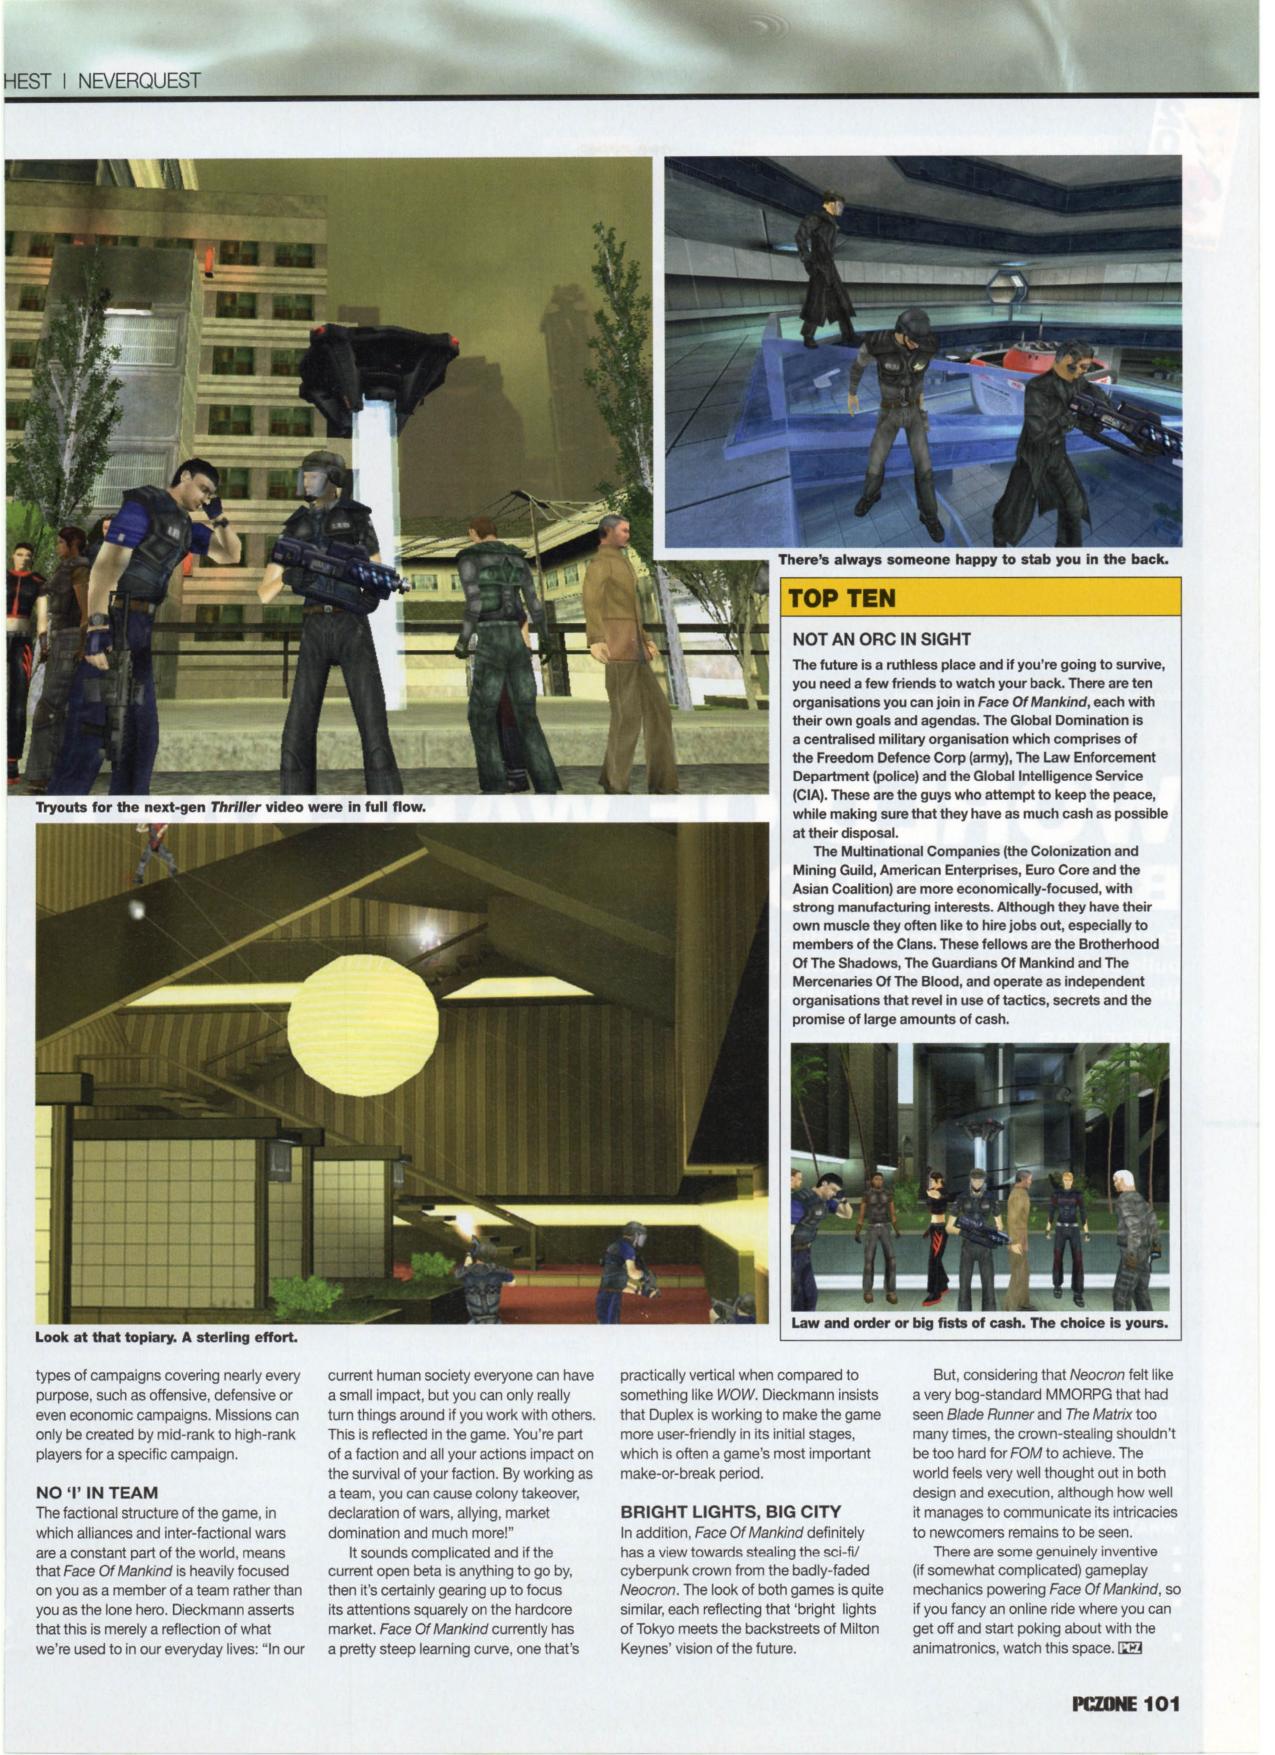 HEST | NEVERQUEST
There's always someone happy to stab you in the back.
Tryouts for the next-gen Thriller video were in full flow.
Look at that topiary. A sterling effort.
TOP TEN
NOT AN ORC IN SIGHT
The future is a ruthless place and if you're going to survive,
you need a few friends to watch your back. There are ten
organisations you can join in Face Of Mankind, each with
their own goals and agendas. The Global Domination is
a centralised military organisation which comprises of
the Freedom Defence Corp (army), The Law Enforcement
Department (police) and the Global Intelligence Service
(CIA). These are the guys who attempt to keep the peace,
while making sure that they have as much cash as possible
at their disposal.
The Multinational Companies (the Colonization and
Mining Guild, American Enterprises, Euro Core and the
Asian Coalition) are more economically-focused, with
strong manufacturing interests. Although they have their
own muscle they often like to hire jobs out, especially to
members of the Clans. These fellows are the Brotherhood
Of The Shadows, The Guardians Of Mankind and The
Mercenaries Of The Blood, and operate as independent
organisations that revel in use of tactics, secrets and the
promise of large amounts of cash.
Law and order or big fists of cash. The choice is yours.
types of campaigns covering nearly every
purpose, such as offensive, defensive or
even economic campaigns. Missions can
only be created by mid-rank to high-rank
players for a specific campaign.
NO 'I' IN TEAM
The factional structure of the game, in
which alliances and inter-factional wars
are a constant part of the world, means
that Face Of Mankind is heavily focused
on you as a member of a team rather than
you as the lone hero. Dieckmann asserts
that this is merely a reflection of what
we're used to in our everyday lives: "In our
current human society everyone can have
a small impact, but you can only really
turn things around if you work with others.
This is reflected in the game. You're part
of a faction and all your actions impact on
the survival of your faction. By working as
a team, you can cause colony takeover,
declaration of wars, allying, market
domination and much more!"
It sounds complicated and if the
current open beta is anything to go by,
then it's certainly gearing up to focus
its attentions squarely on the hardcore
market. Face Of Mankind currently has
a pretty steep learning curve, one that's
practically vertical when compared to
something like WOW. Dieckmann insists
that Duplex is working to make the game
more user-friendly in its initial stages,
which is often a game's most important
make-or-break period.
BRIGHT LIGHTS, BIG CITY
In addition, Face Of Mankind definitely
has a view towards stealing the sci-fi/
cyberpunk crown from the badly-faded
Neocron. The look of both games is quite
similar, each reflecting that 'bright lights
of Tokyo meets the backstreets of Milton
Keynes' vision of the future.
But, considering that Neocron felt like
a very bog-standard MMORPG that had
seen Blade Runner and The Matrix too
many times, the crown-stealing shouldn't
be too hard for FOM to achieve. The
world feels very well thought out in both
design and execution, although how well
it manages to communicate its intricacies
to newcomers remains to be seen.
There are some genuinely inventive
(if somewhat complicated) gameplay
mechanics powering Face Of Mankind, so
if you fancy an online ride where you can
get off and start poking about with the
animatronics, watch this space. PCZ
PCZONE 101